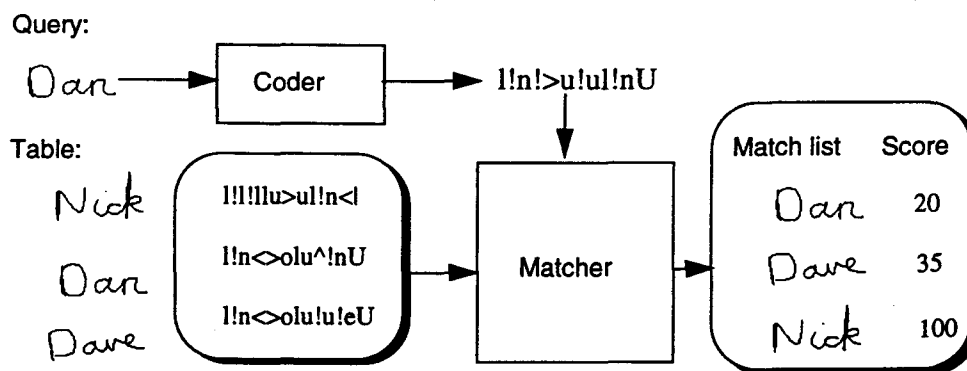 Query:
Dan Coder l!n!>u!ul!nU
Table:
Match list Score
Nick l!l!llu>ul!n<l Dan 20
Dan l!n<>olu^!nU Matcher Dave 35
Dave l!n<>olu!u!eU Nick 100